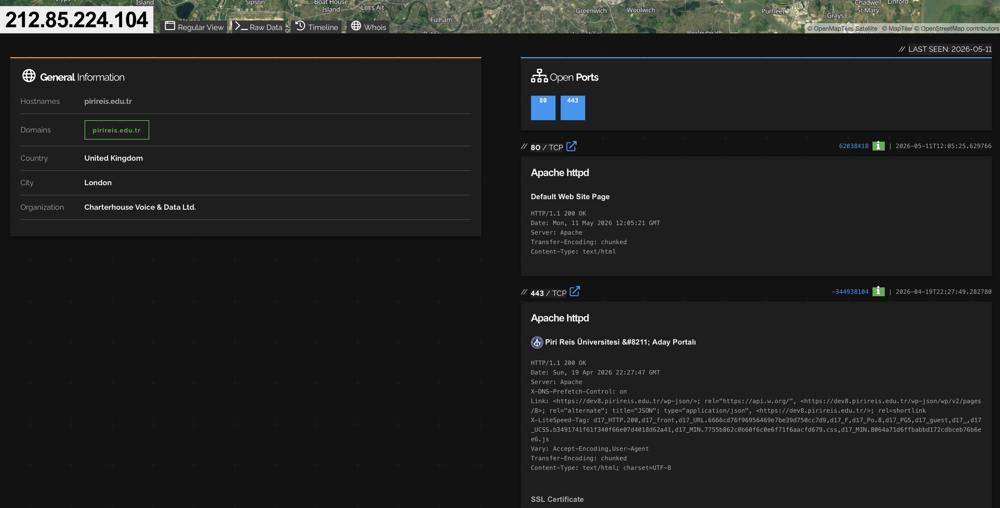 Island
Sipson
Boat House
Island
Lot's Ait
Fulham
Greenwich
Woolwich
Purfleet
Grays
Chadwell
St Mary
Linford
212.85.224.104
Regular View
Raw Data
Timeline
Whois
Bexleyheath
© OpenMapTiles Satellite © MapTiler © OpenStreetMap contributors
// LAST SEEN: 2026-05-11
General Information
Hostnames pirireis.edu.tr
Domains pirireis.edu.tr
Country United Kingdom
City London
Organization Charterhouse Voice & Data Ltd.
Open Ports
80 443
// 80 / TCP
62038418 | 2026-05-11T12:05:25.629766
Apache httpd
Default Web Site Page
HTTP/1.1 200 OK
Date: Mon, 11 May 2026 12:05:21 GMT
Server: Apache
Transfer-Encoding: chunked
Content-Type: text/html
// 443 / TCP
-344938104 | 2026-04-19T22:27:49.282780
Apache httpd
Piri Reis Üniversitesi &#8211; Aday Portalı
HTTP/1.1 200 OK
Date: Sun, 19 Apr 2026 22:27:47 GMT
Server: Apache
X-DNS-Prefetch-Control: on
Link: <https://dev8.pirireis.edu.tr/wp-json/>; rel="https://api.w.org/", <https://dev8.pirireis.edu.tr/wp-json/wp/v2/pages
/8>; rel="alternate"; title="JSON"; type="application/json", <https://dev8.pirireis.edu.tr/>; rel=shortlink
X-LiteSpeed-Tag: d17_HTTP.200,d17_front,d17_URL.6666cd76f96956469e7be39d750cc7d9,d17_F,d17_Po.8,d17_PGS,d17_guest,d17_,d17
_UCSS.b3491741f61f340f66e07d4018d62a41,d17_MIN.7755b862c0b60f6c0e6f71f6aacfd679.css,d17_MIN.8064a71d6ffbabbd172cdbceb76b6e
e6.js
Vary: Accept-Encoding,User-Agent
Transfer-Encoding: chunked
Content-Type: text/html; charset=UTF-8
SSL Certificate